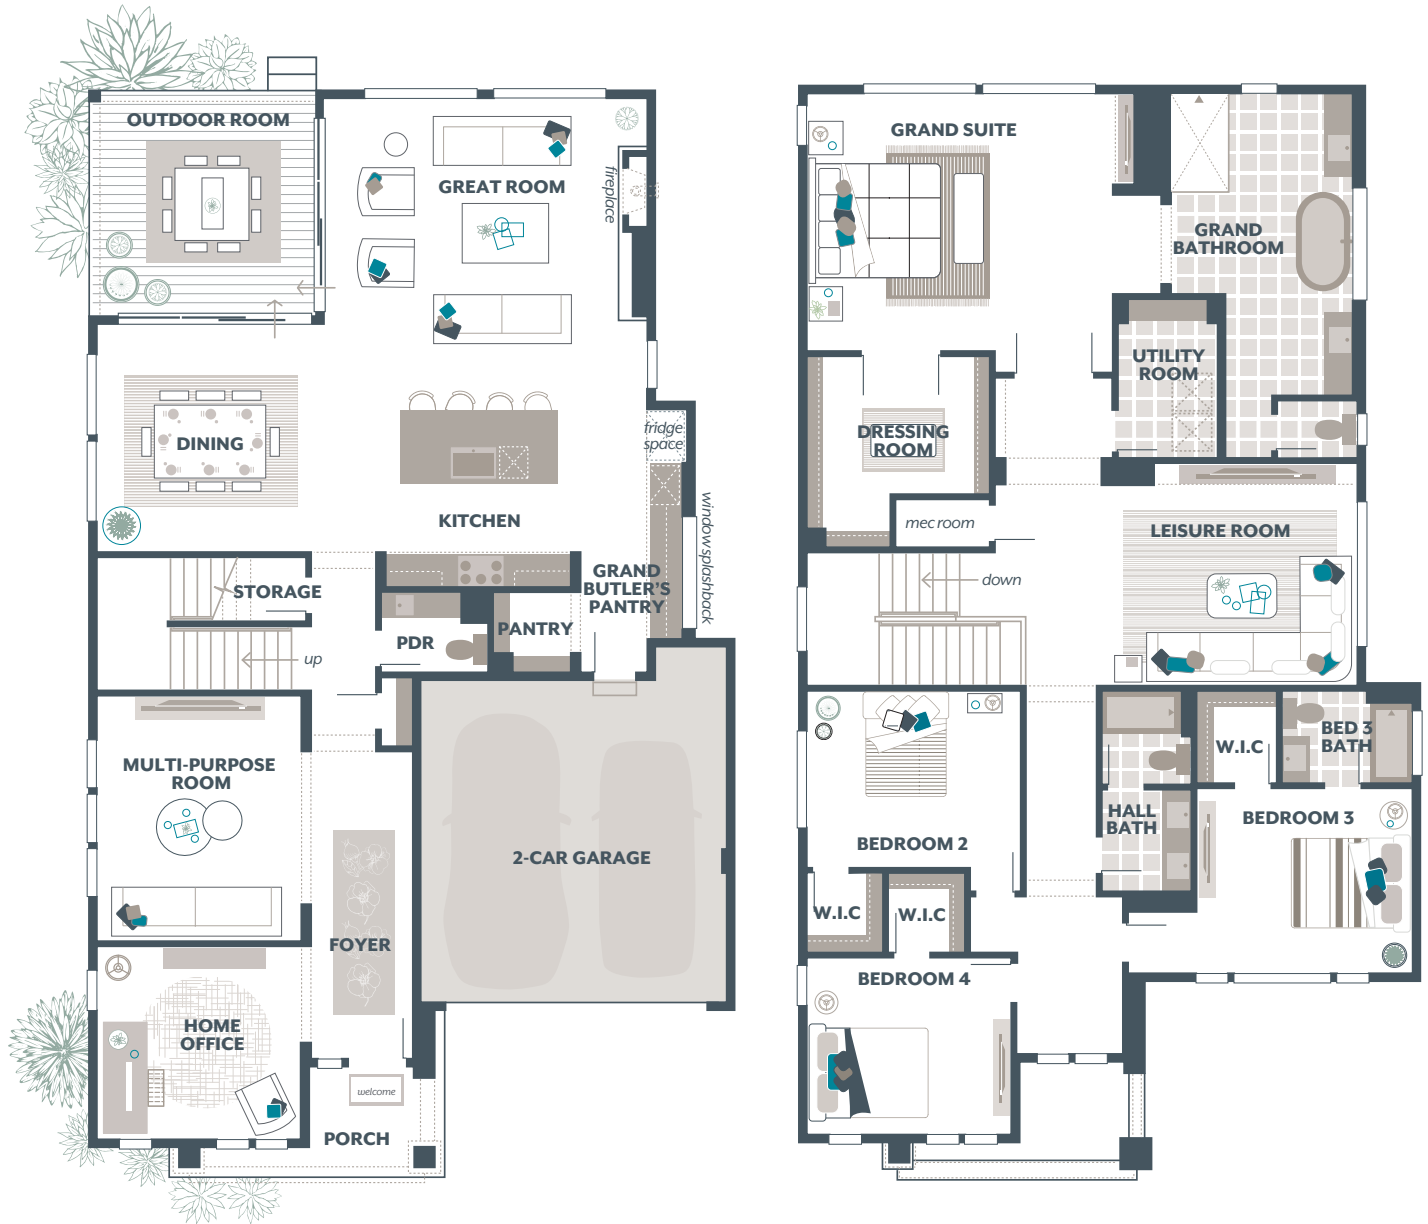 OUTDOOR ROOM
GREAT ROOM
fireplace
DINING
fridge
space
KITCHEN
window splashback
GRAND
BUTLER'S
PANTRY
STORAGE
PDR
PANTRY
up
MULTI-PURPOSE
ROOM
2-CAR GARAGE
FOYER
HOME
OFFICE
welcome
PORCH
GRAND SUITE
GRAND
BATHROOM
UTILITY
ROOM
DRESSING
ROOM
mec room
LEISURE ROOM
down
BED 3
BATH
W.I.C
HALL
BATH
BEDROOM 3
BEDROOM 2
W.I.C
W.I.C
BEDROOM 4